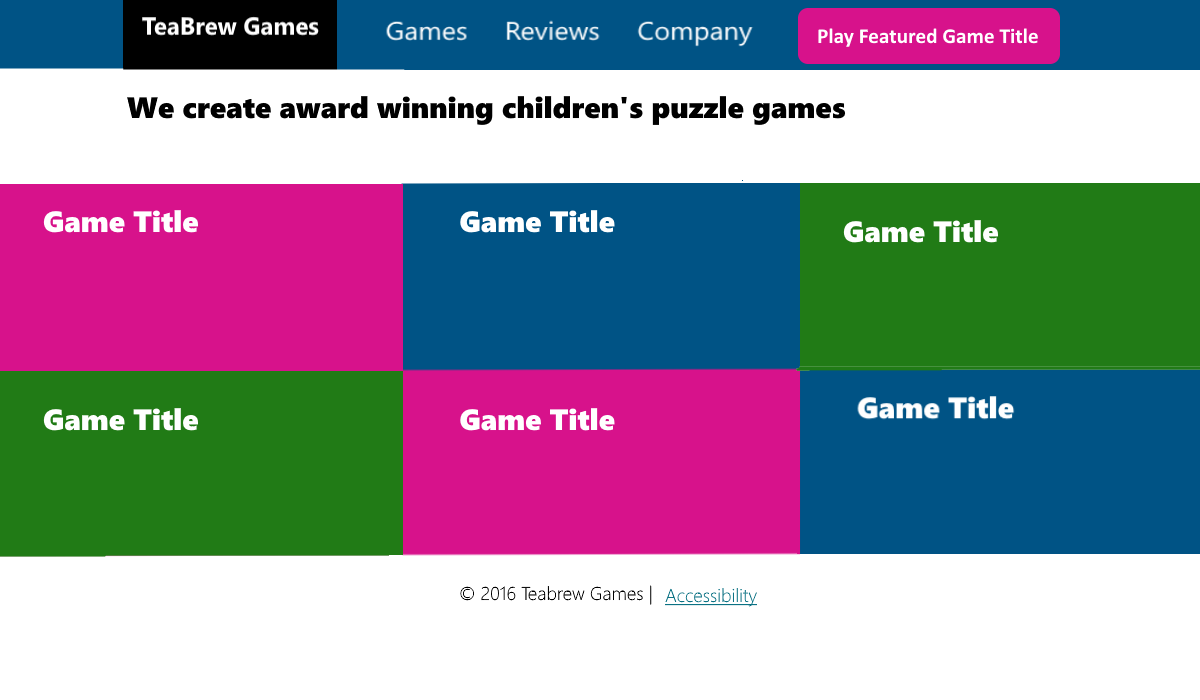 TeaBrew Games
Games Reviews Company
Play Featured Game Title
We create award winning children's puzzle games
Game Title
Game Title
Game Title
Game Title
Game Title
Game Title
© 2016 Teabrew Games | Accessibility